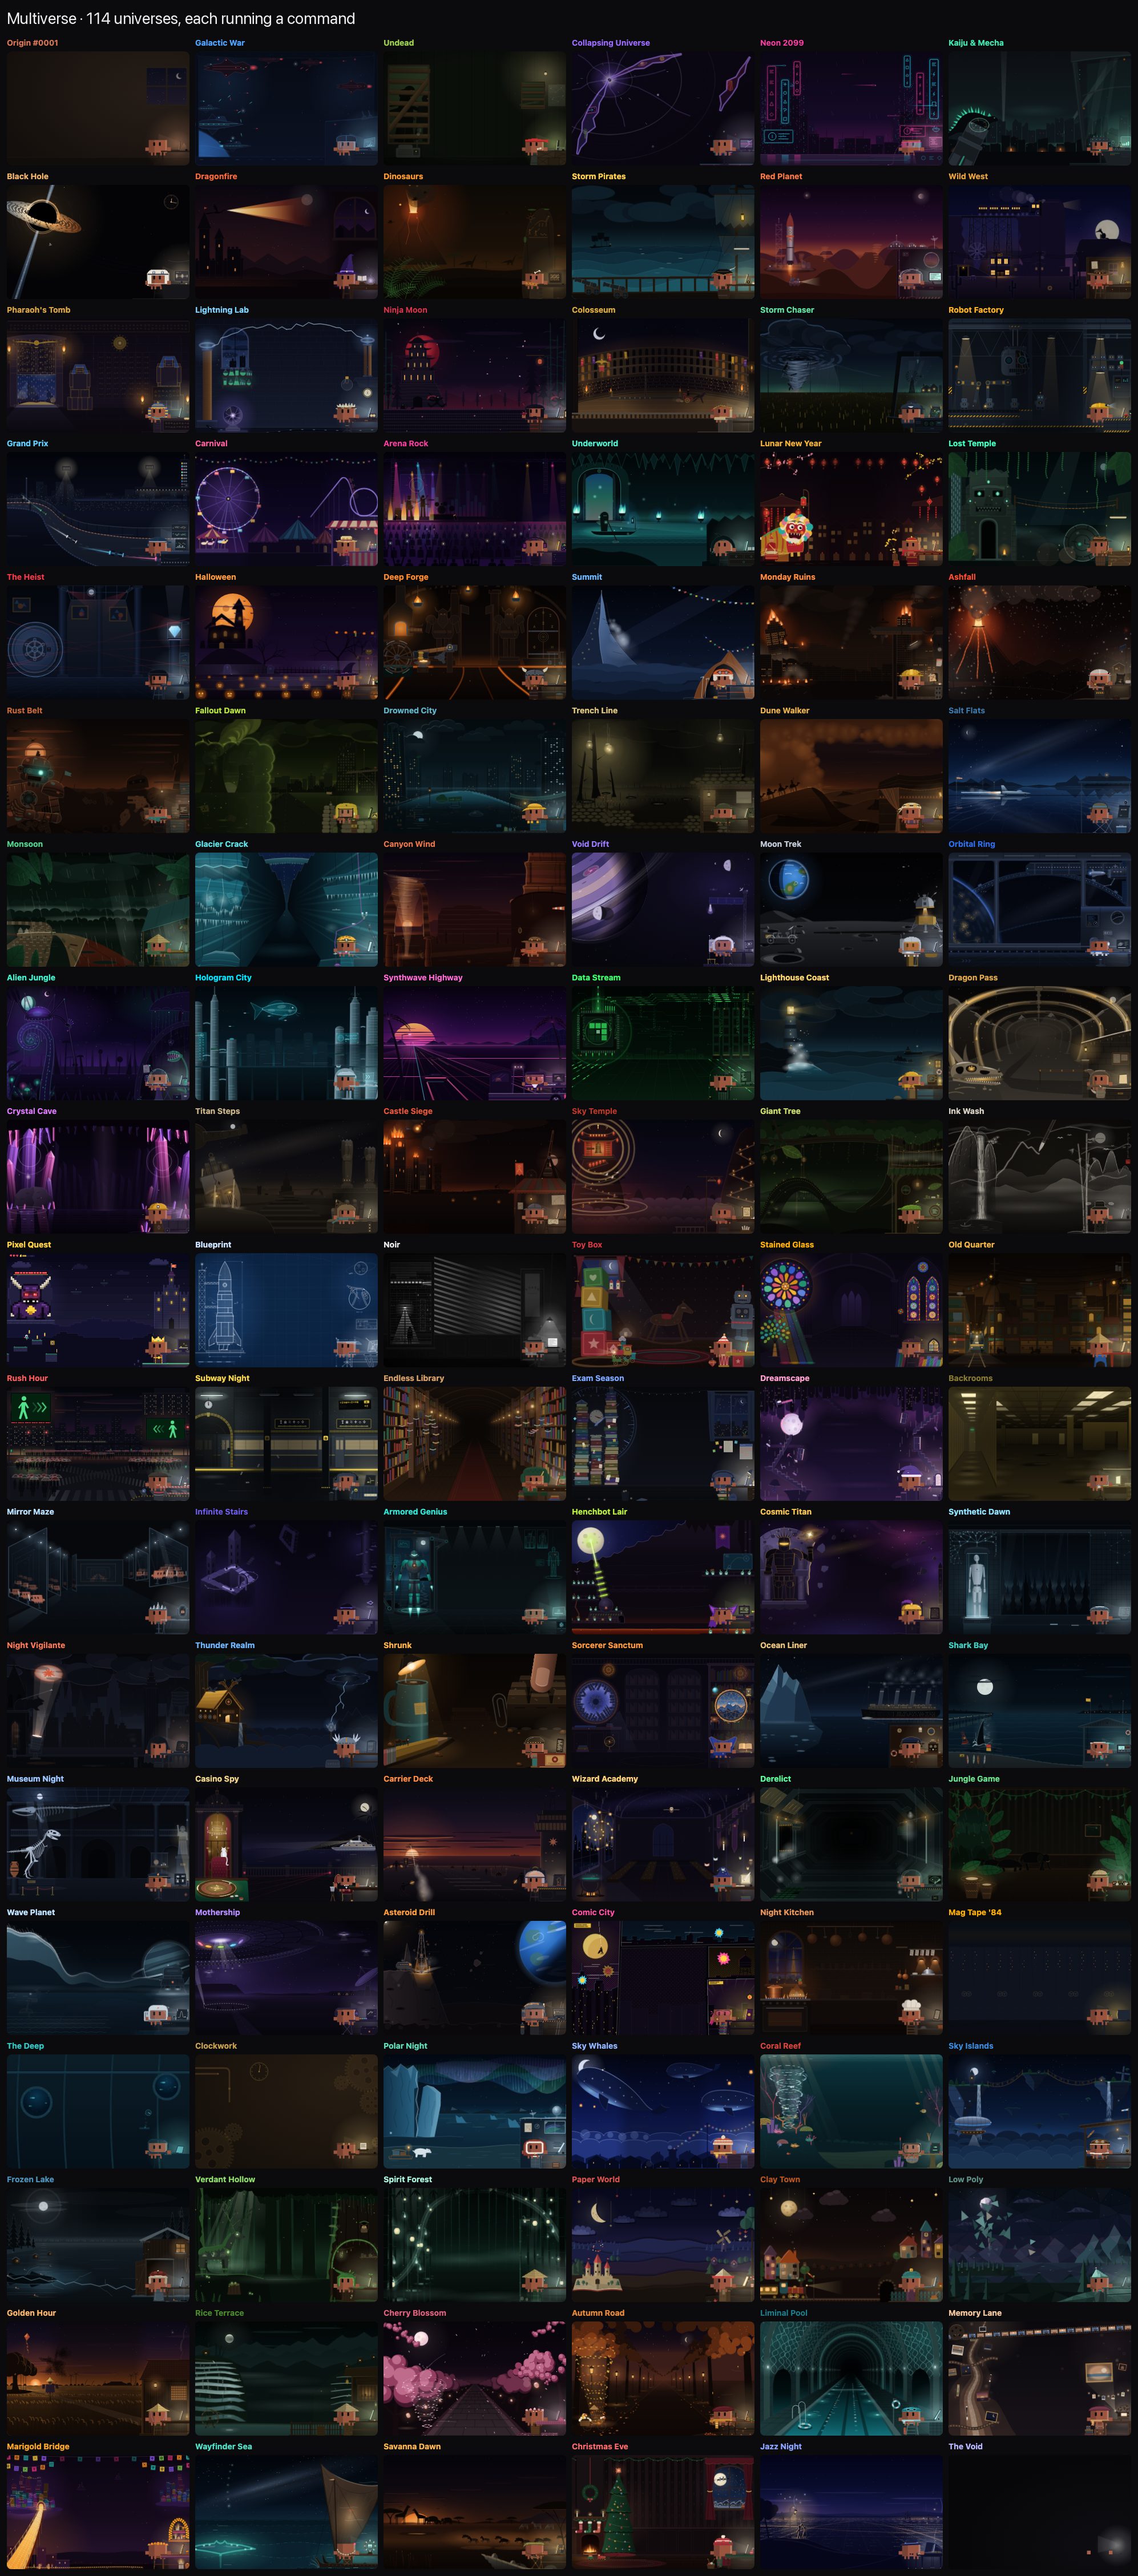 Multiverse · 114 universes, each running a command
Origin #0001
Galactic War
Undead
Collapsing Universe
Neon 2099
Kaiju & Mecha
Black Hole
Dragonfire
Dinosaurs
Storm Pirates
Red Planet
Wild West
Pharaoh's Tomb
Lightning Lab
Ninja Moon
Colosseum
Storm Chaser
Robot Factory
Grand Prix
Carnival
Arena Rock
Underworld
Lunar New Year
Lost Temple
The Heist
Halloween
Deep Forge
Summit
Monday Ruins
Ashfall
Rust Belt
Fallout Dawn
Drowned City
Trench Line
Dune Walker
Salt Flats
Monsoon
Glacier Crack
Canyon Wind
Void Drift
Moon Trek
Orbital Ring
Alien Jungle
Hologram City
Synthwave Highway
Data Stream
Lighthouse Coast
Dragon Pass
Crystal Cave
Titan Steps
Castle Siege
Sky Temple
Giant Tree
Ink Wash
Pixel Quest
Blueprint
Noir
Toy Box
Stained Glass
Old Quarter
Rush Hour
Subway Night
Endless Library
Exam Season
Dreamscape
Backrooms
Mirror Maze
Infinite Stairs
Armored Genius
Henchbot Lair
Cosmic Titan
Synthetic Dawn
Night Vigilante
Thunder Realm
Shrunk
Sorcerer Sanctum
Ocean Liner
Shark Bay
Museum Night
Casino Spy
Carrier Deck
Wizard Academy
Derelict
Jungle Game
Wave Planet
Mothership
Asteroid Drill
Comic City
Night Kitchen
Mag Tape '84
The Deep
Clockwork
Polar Night
Sky Whales
Coral Reef
Sky Islands
Frozen Lake
Verdant Hollow
Spirit Forest
Paper World
Clay Town
Low Poly
Golden Hour
Rice Terrace
Cherry Blossom
Autumn Road
Liminal Pool
Memory Lane
Marigold Bridge
Wayfinder Sea
Savanna Dawn
Christmas Eve
Jazz Night
The Void